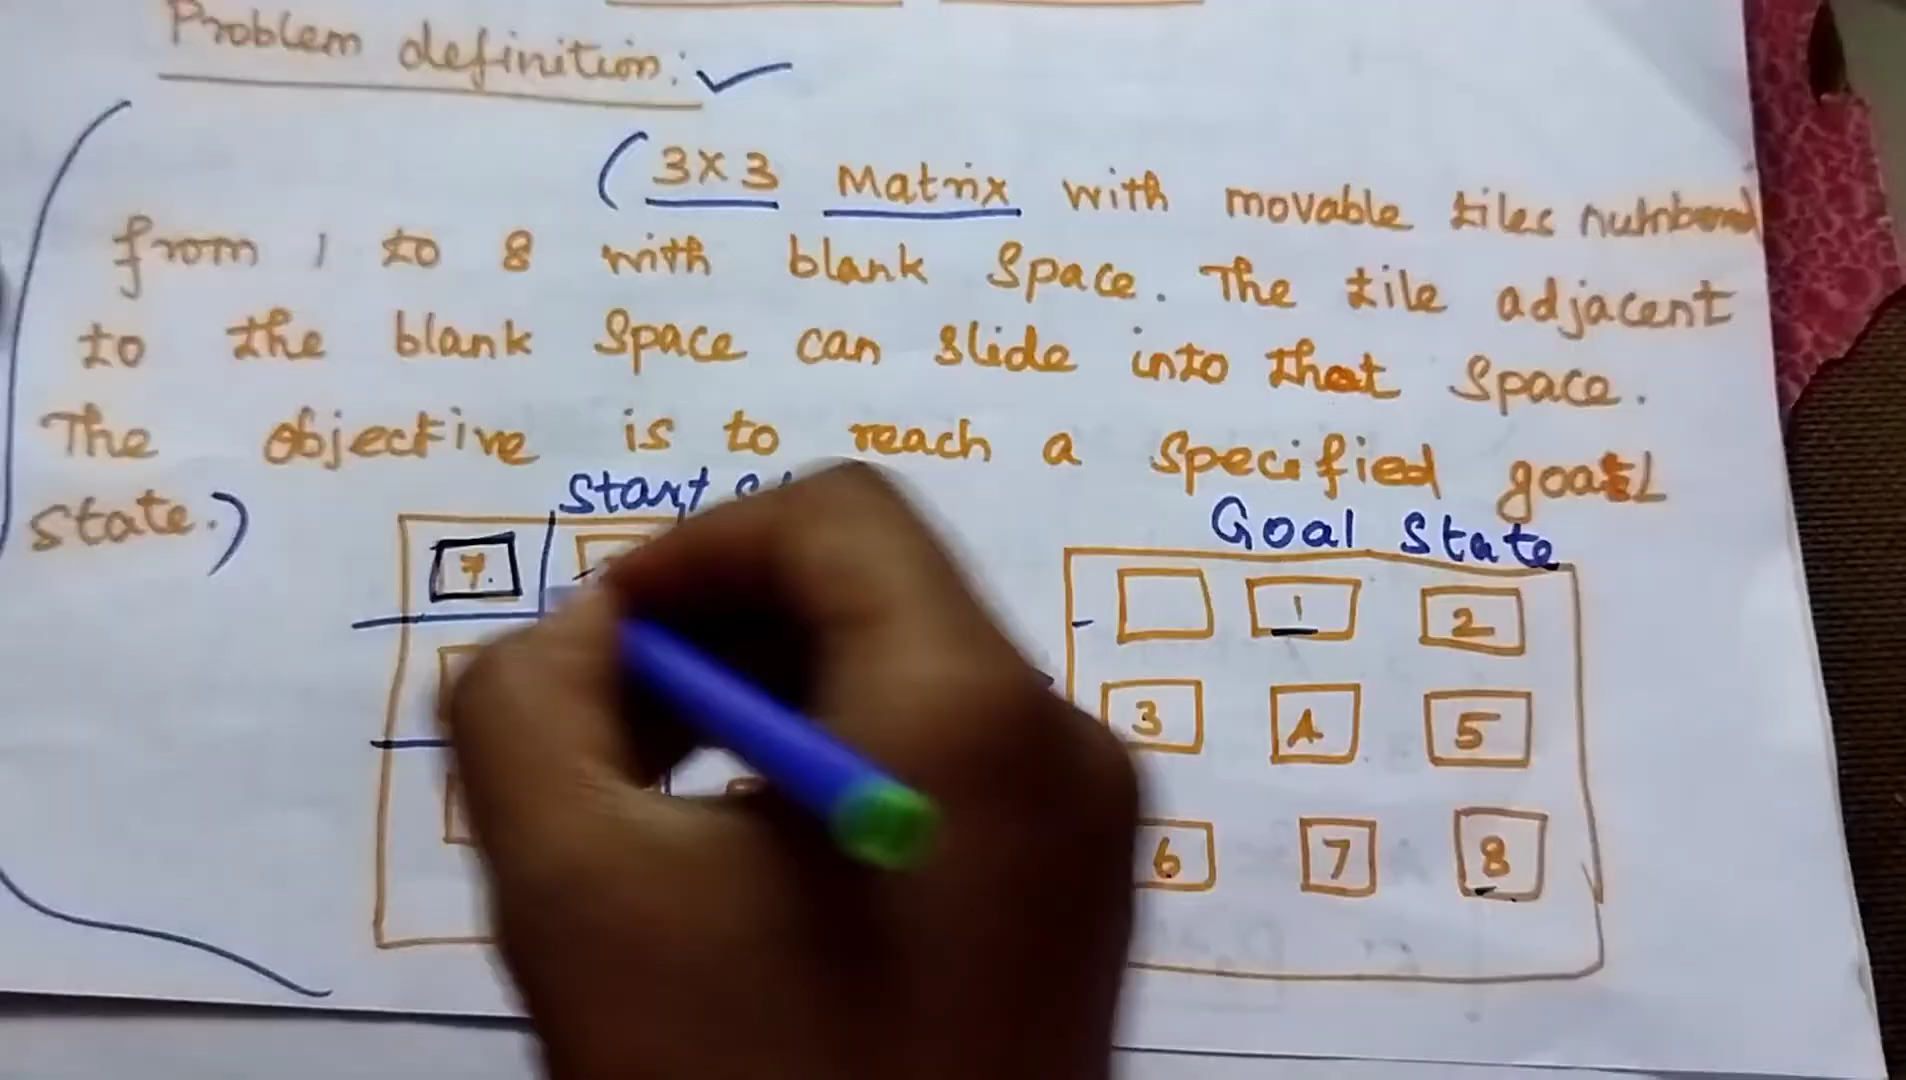 Problem definition:
(3x3 Matrix with movable tiles numbered
from 1 to 8 with blank Space. The tile adjacent
to the blank Space can slide into that Space.
The objective is to reach a specified goal
state.)
Start
7.
Goal State
1 2
3 4 5
6 7 8